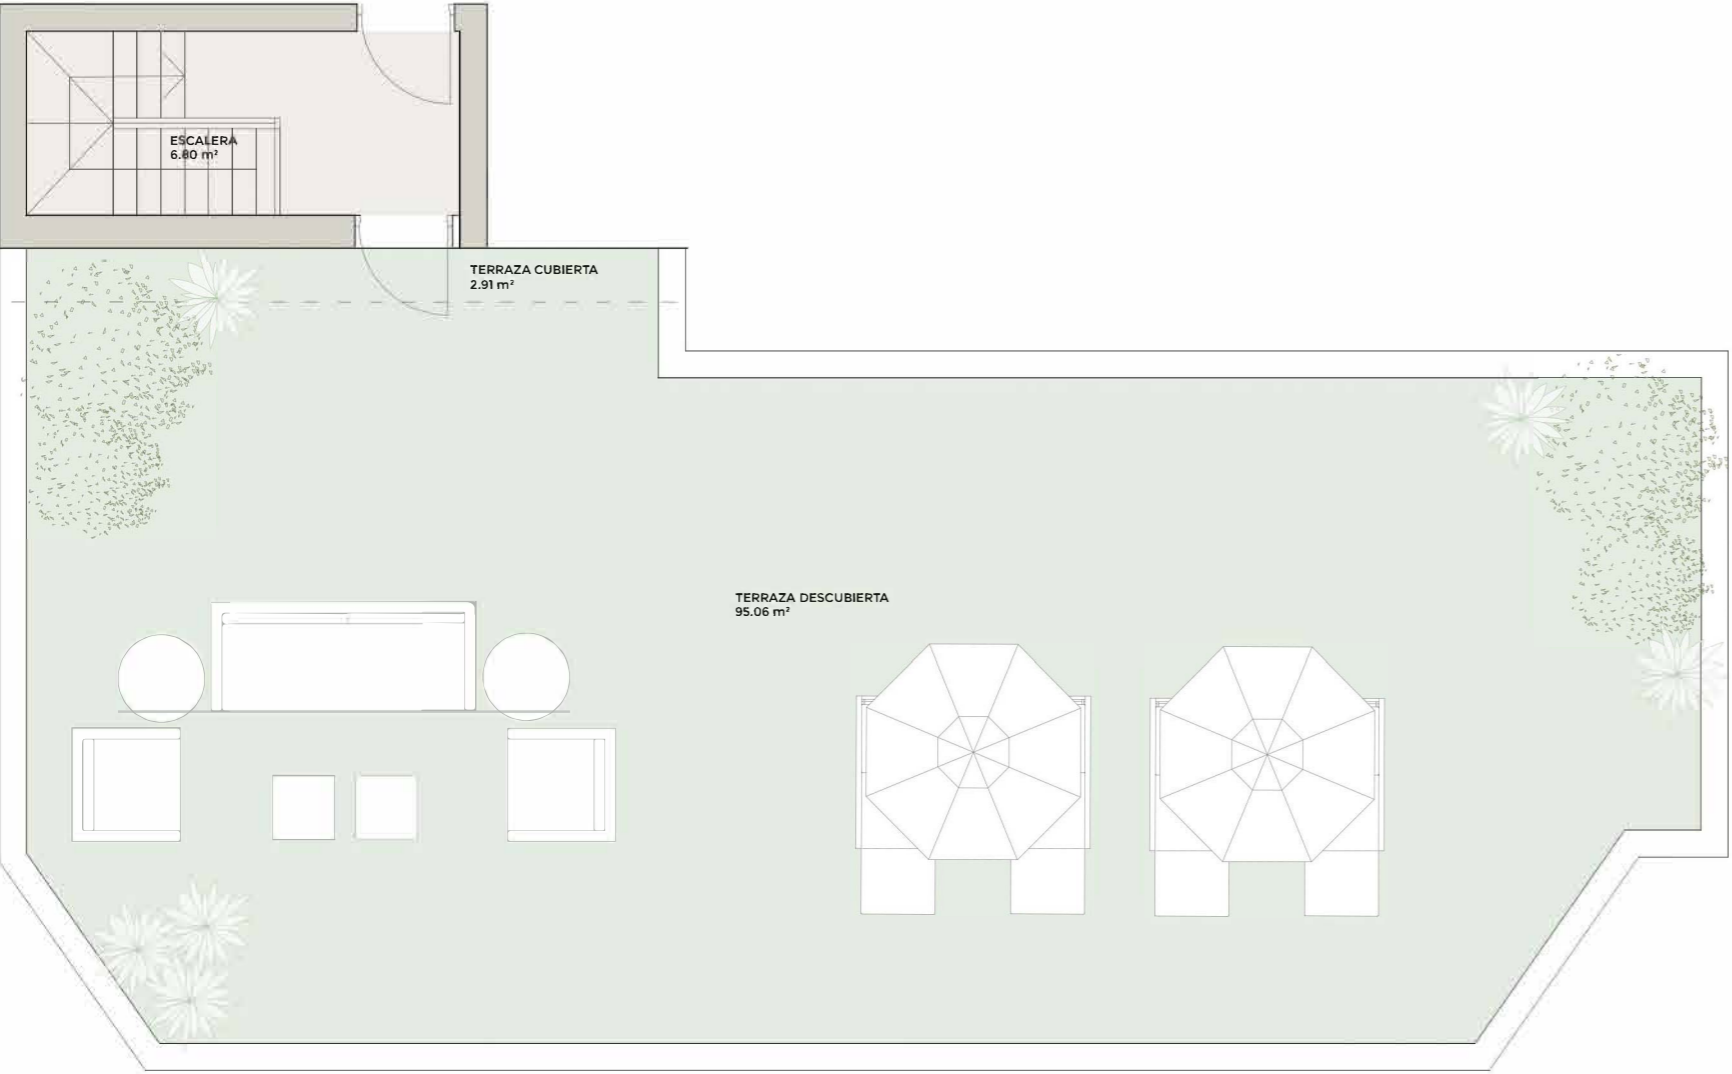 ESCALERA
6.80 m²
TERRAZA CUBIERTA
2.91 m²
TERRAZA DESCUBIERTA
95.06 m²